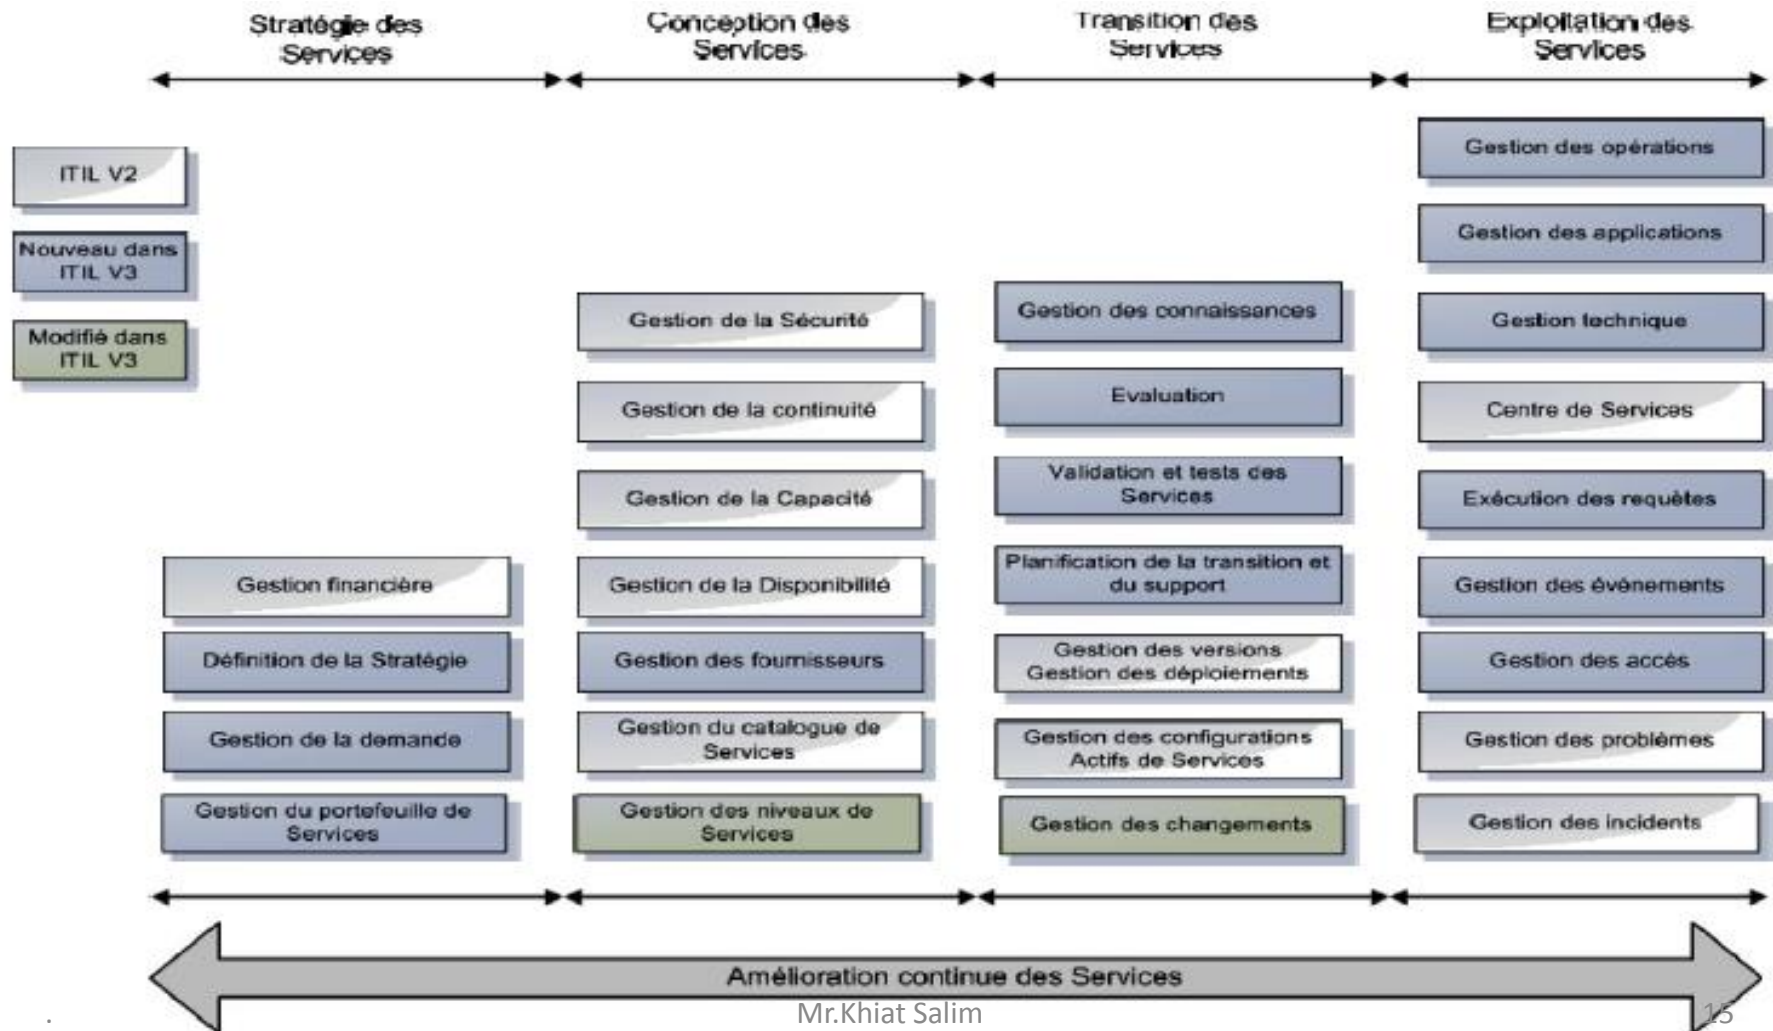 Stratégie des
Services
Conception des
Services
Transition des
Services
Exploitation des
Services
ITIL V2
Nouveau dans
ITIL V3
Modifié dans
ITIL V3
Gestion financière
Définition de la Stratégie
Gestion de la demande
Gestion du portefeuille de
Services
Gestion de la Sécurité
Gestion de la continuité
Gestion de la Capacité
Gestion de la Disponibilité
Gestion des fournisseurs
Gestion du catalogue de
Services
Gestion des niveaux de
Services
Gestion des connaissances
Evaluation
Validation et tests des
Services
Planification de la transition et
du support
Gestion des versions
Gestion des déploiements
Gestion des configurations
Actifs de Services
Gestion des changements
Gestion des opérations
Gestion des applications
Gestion technique
Centre de Services
Exécution des requêtes
Gestion des événements
Gestion des accès
Gestion des problèmes
Gestion des incidents
Amélioration continue des Services
.
Mr.Khiat Salim
15